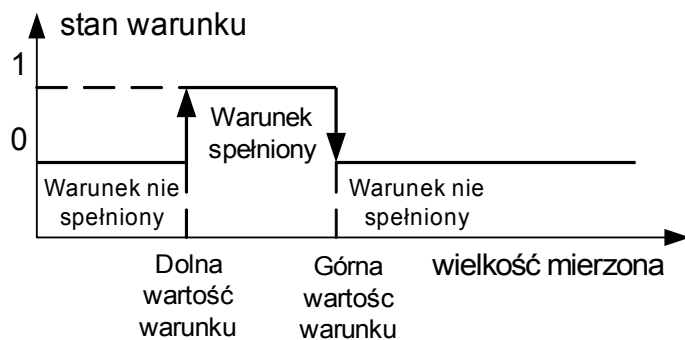 stan warunku
1
0
Warunek
spełniony
Warunek nie
spełniony
Warunek nie
spełniony
Dolna
wartość
warunku
Górna
wartośc
warunku
wielkość mierzona